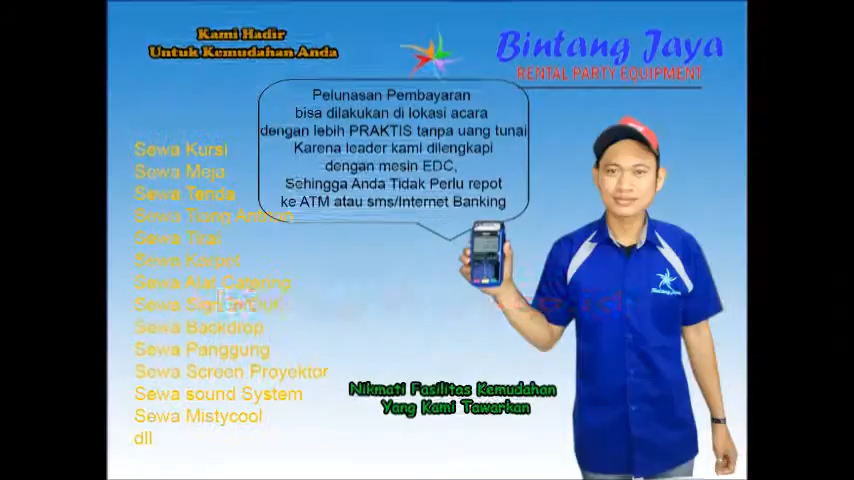 Kami Hadir
Untuk Kemudahan Anda
Bintang Jaya
RENTAL PARTY EQUIPMENT
Pelunasan Pembayaran
bisa dilakukan di lokasi acara
dengan lebih PRAKTIS tanpa uang tunai
Karena leader kami dilengkapi
dengan mesin EDC,
Sehingga Anda Tidak Perlu repot
ke ATM atau sms/Internet Banking
Sewa Kursi
Sewa Meja
Sewa Tenda
Sewa Tiang Antrian
Sewa Tirai
Sewa Karpet
Sewa Alat Catering
Sewa
Sewa Backdrop
Sewa Panggung
Sewa Screen Proyektor
Sewa sound System
Sewa Mistycool
dll
Bintang Jaya
Nikmati Fasilitas Kemudahan
Yang Kami Tawarkan